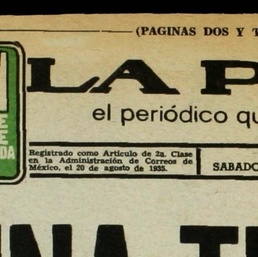 (PAGINAS DOS Y T
LA P
el periódico qu
Registrado como Artículo de 2a. Clase
en la Administración de Correos de
México, el 20 de agosto de 1935.
SABADO
UNA T